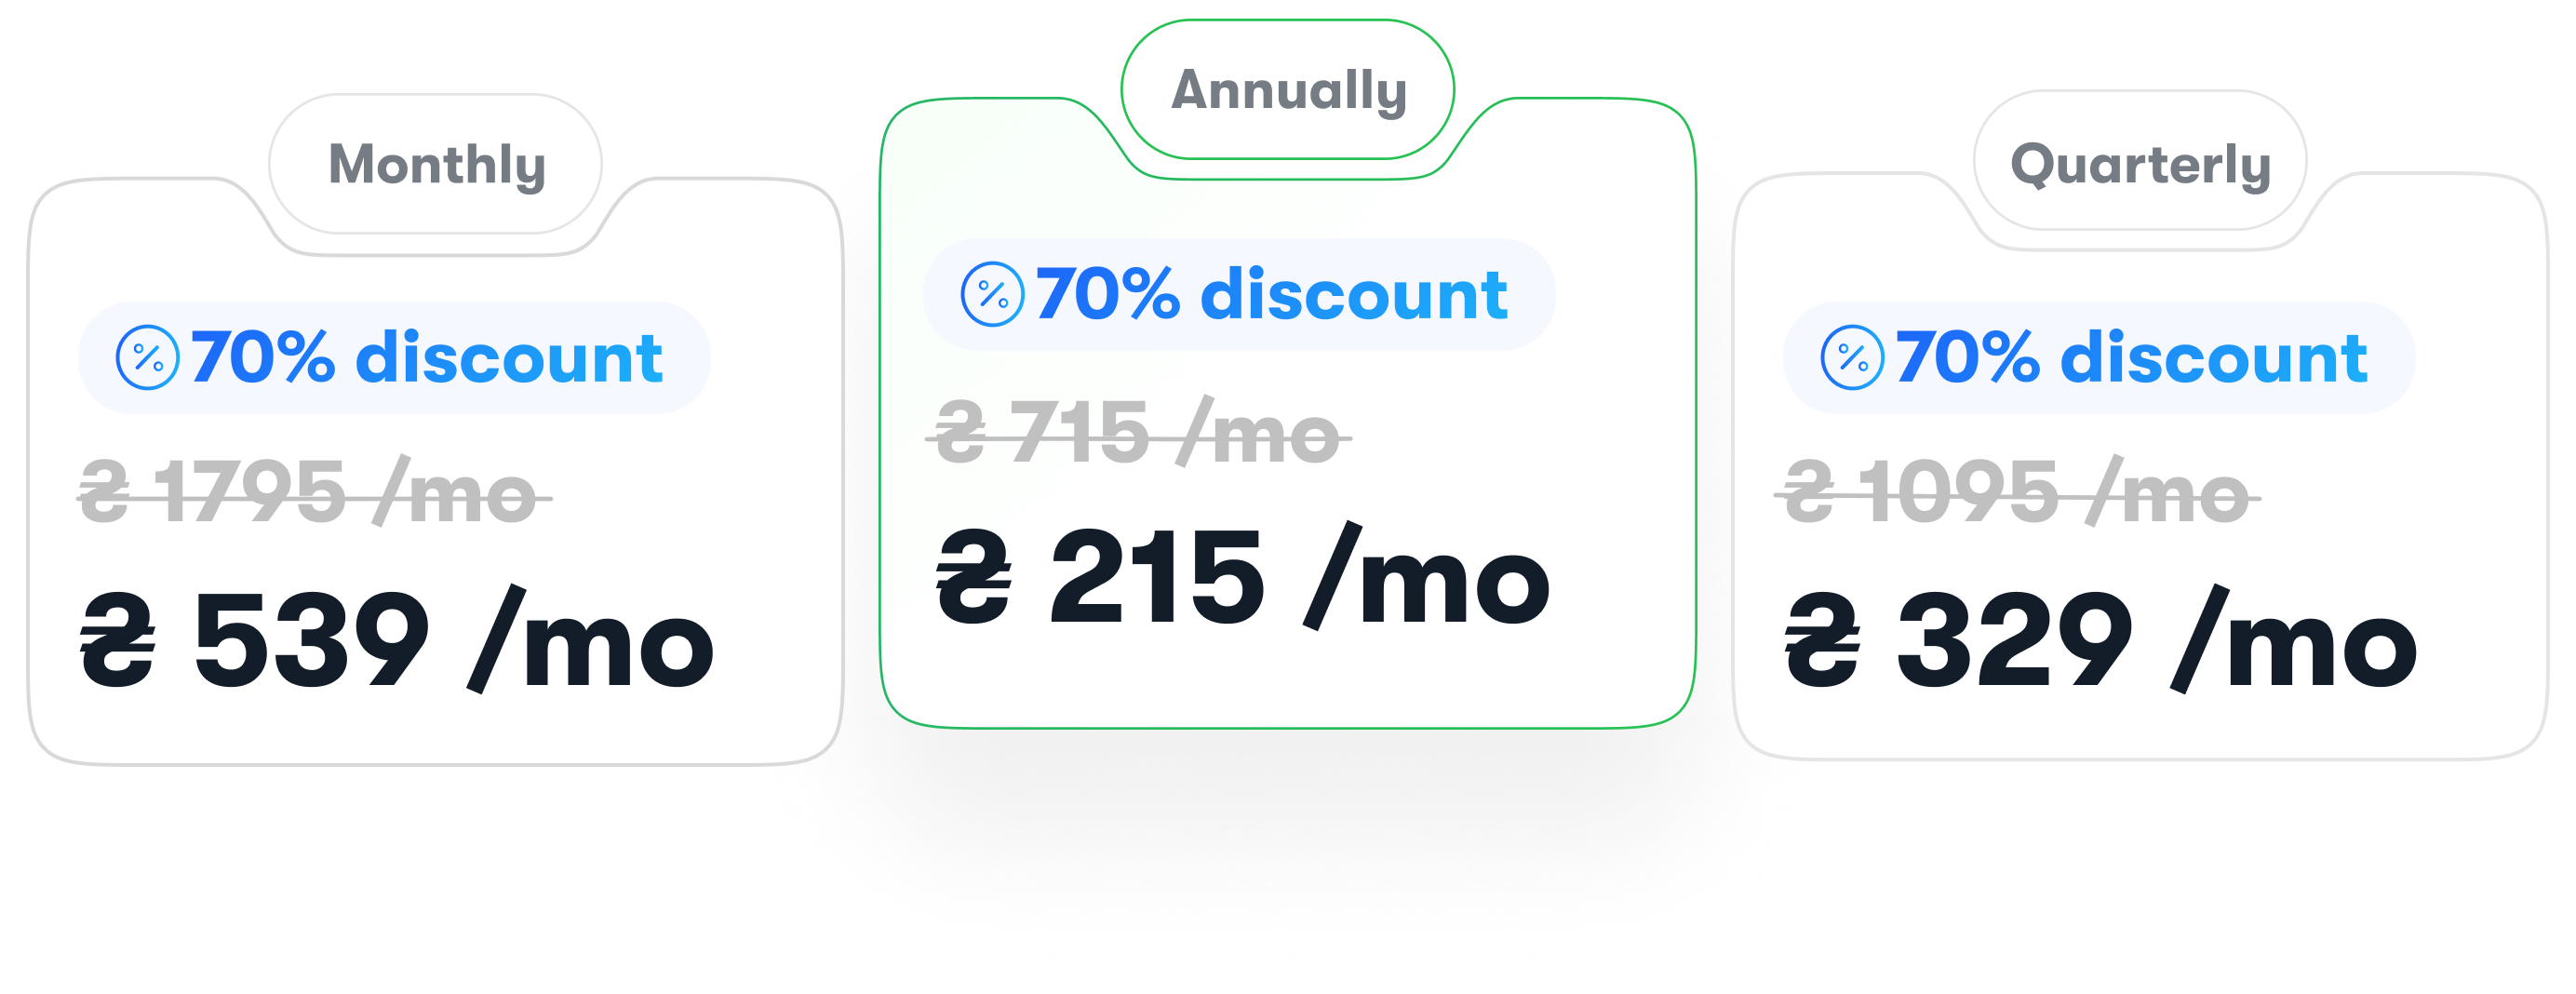 Monthly
70% discount
₴ 1795 /mo
₴ 539 /mo
Annually
70% discount
₴ 715 /mo
₴ 215 /mo
Quarterly
70% discount
₴ 1095 /mo
₴ 329 /mo